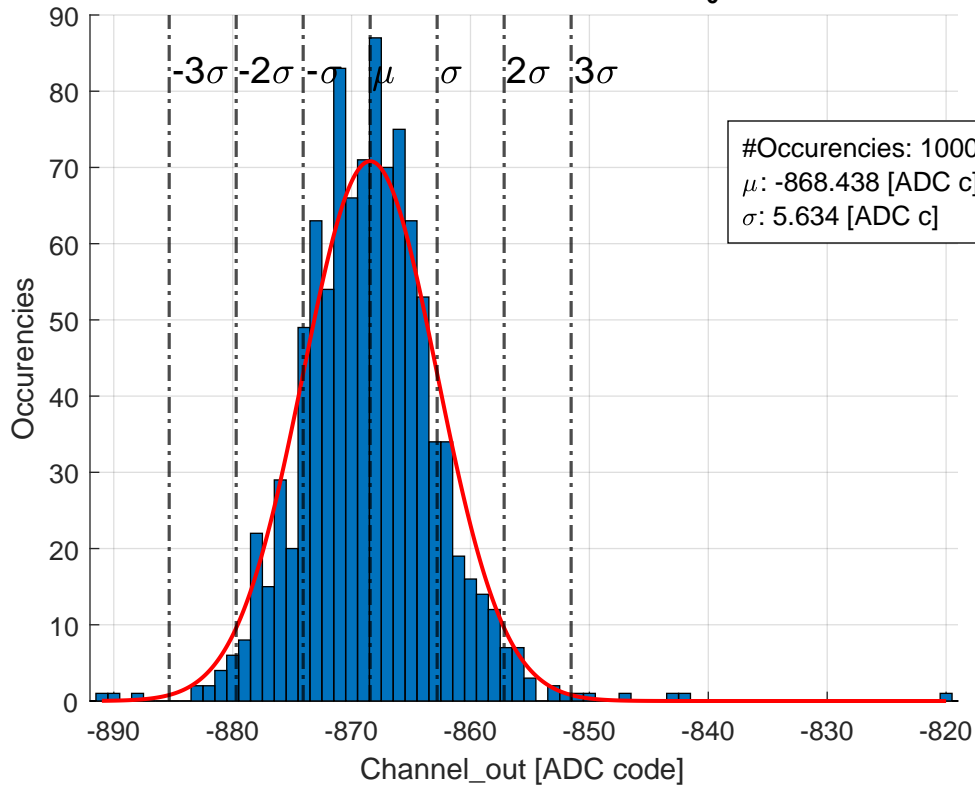 90
80
70
60
50
40
30
20
10
0
Occurencies
-3σ -2σ -σ μ σ 2σ 3σ
#Occurencies: 1000
μ: -868.438 [ADC c]
σ: 5.634 [ADC c]
-890 -880 -870 -860 -850 -840 -830 -820
Channel_out [ADC code]